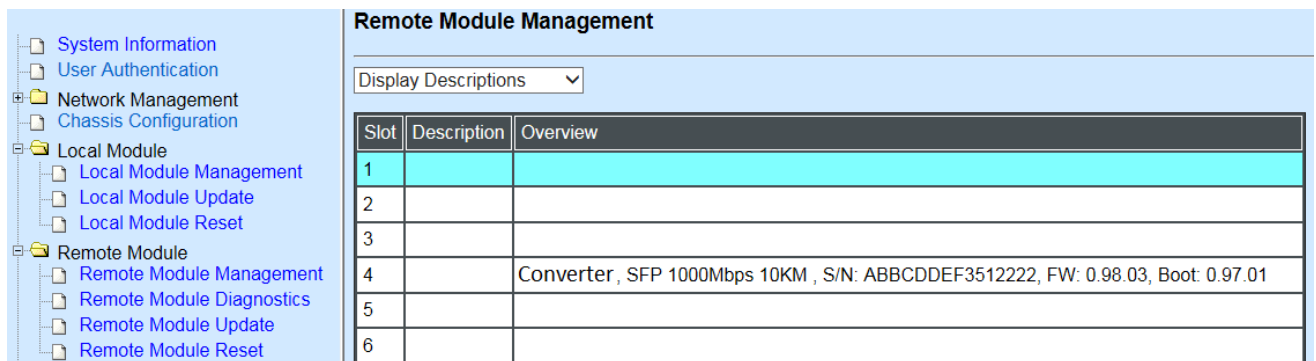 System Information
User Authentication
Network Management
Chassis Configuration
Local Module
Local Module Management
Local Module Update
Local Module Reset
Remote Module
Remote Module Management
Remote Module Diagnostics
Remote Module Update
Remote Module Reset
Remote Module Management
Display Descriptions
Slot Description Overview
1
2
3
4 Converter, SFP 1000Mbps 10KM , S/N: ABBCDDEF3512222, FW: 0.98.03, Boot: 0.97.01
5
6